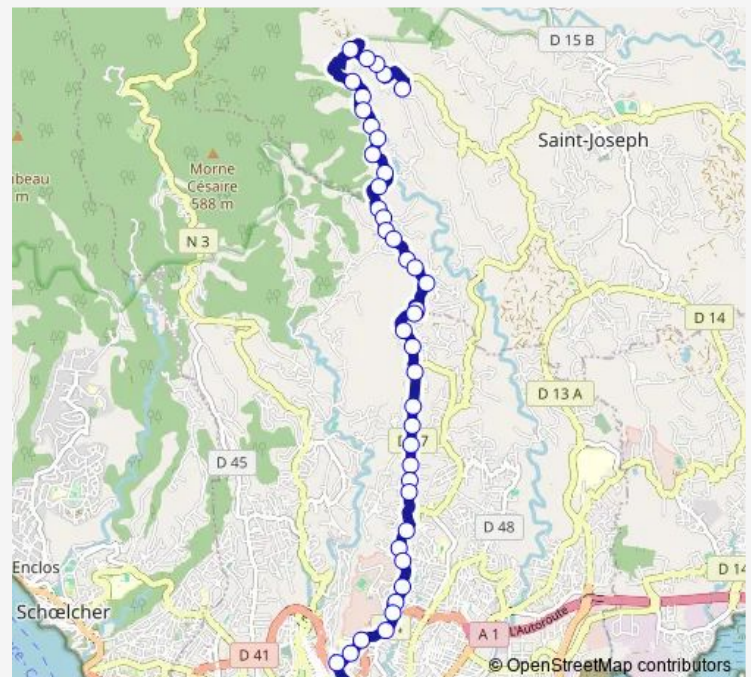 D 15 B
Saint-Joseph
Morne
Césaire
588 m
beau
m
N 3
D 14
D 13 A
D 45
D 48
Enclos
Schœlcher
D 14
A 1
L'Autoroute
D 41
© OpenStreetMap contributors